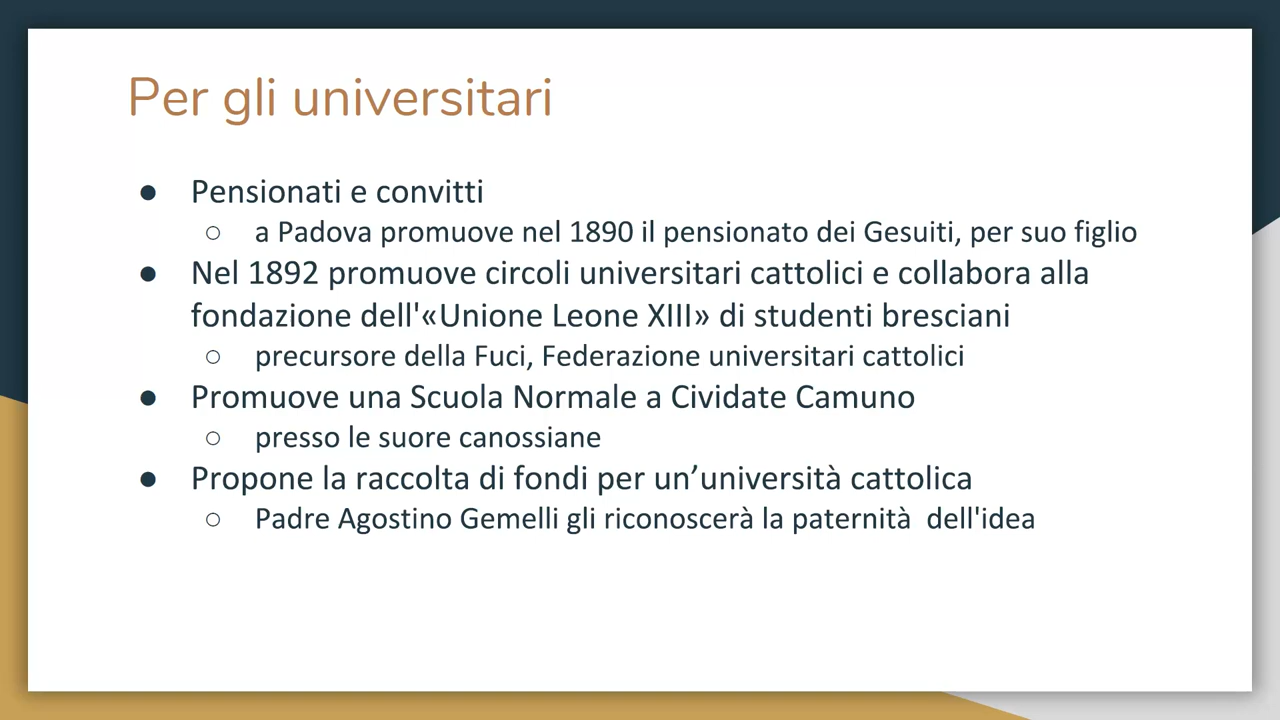 Per gli universitari
● Pensionati e convitti
○ a Padova promuove nel 1890 il pensionato dei Gesuiti, per suo figlio
● Nel 1892 promuove circoli universitari cattolici e collabora alla
fondazione dell'«Unione Leone XIII» di studenti bresciani
○ precursore della Fuci, Federazione universitari cattolici
● Promuove una Scuola Normale a Cividate Camuno
○ presso le suore canossiane
● Propone la raccolta di fondi per un’università cattolica
○ Padre Agostino Gemelli gli riconoscerà la paternità  dell'idea